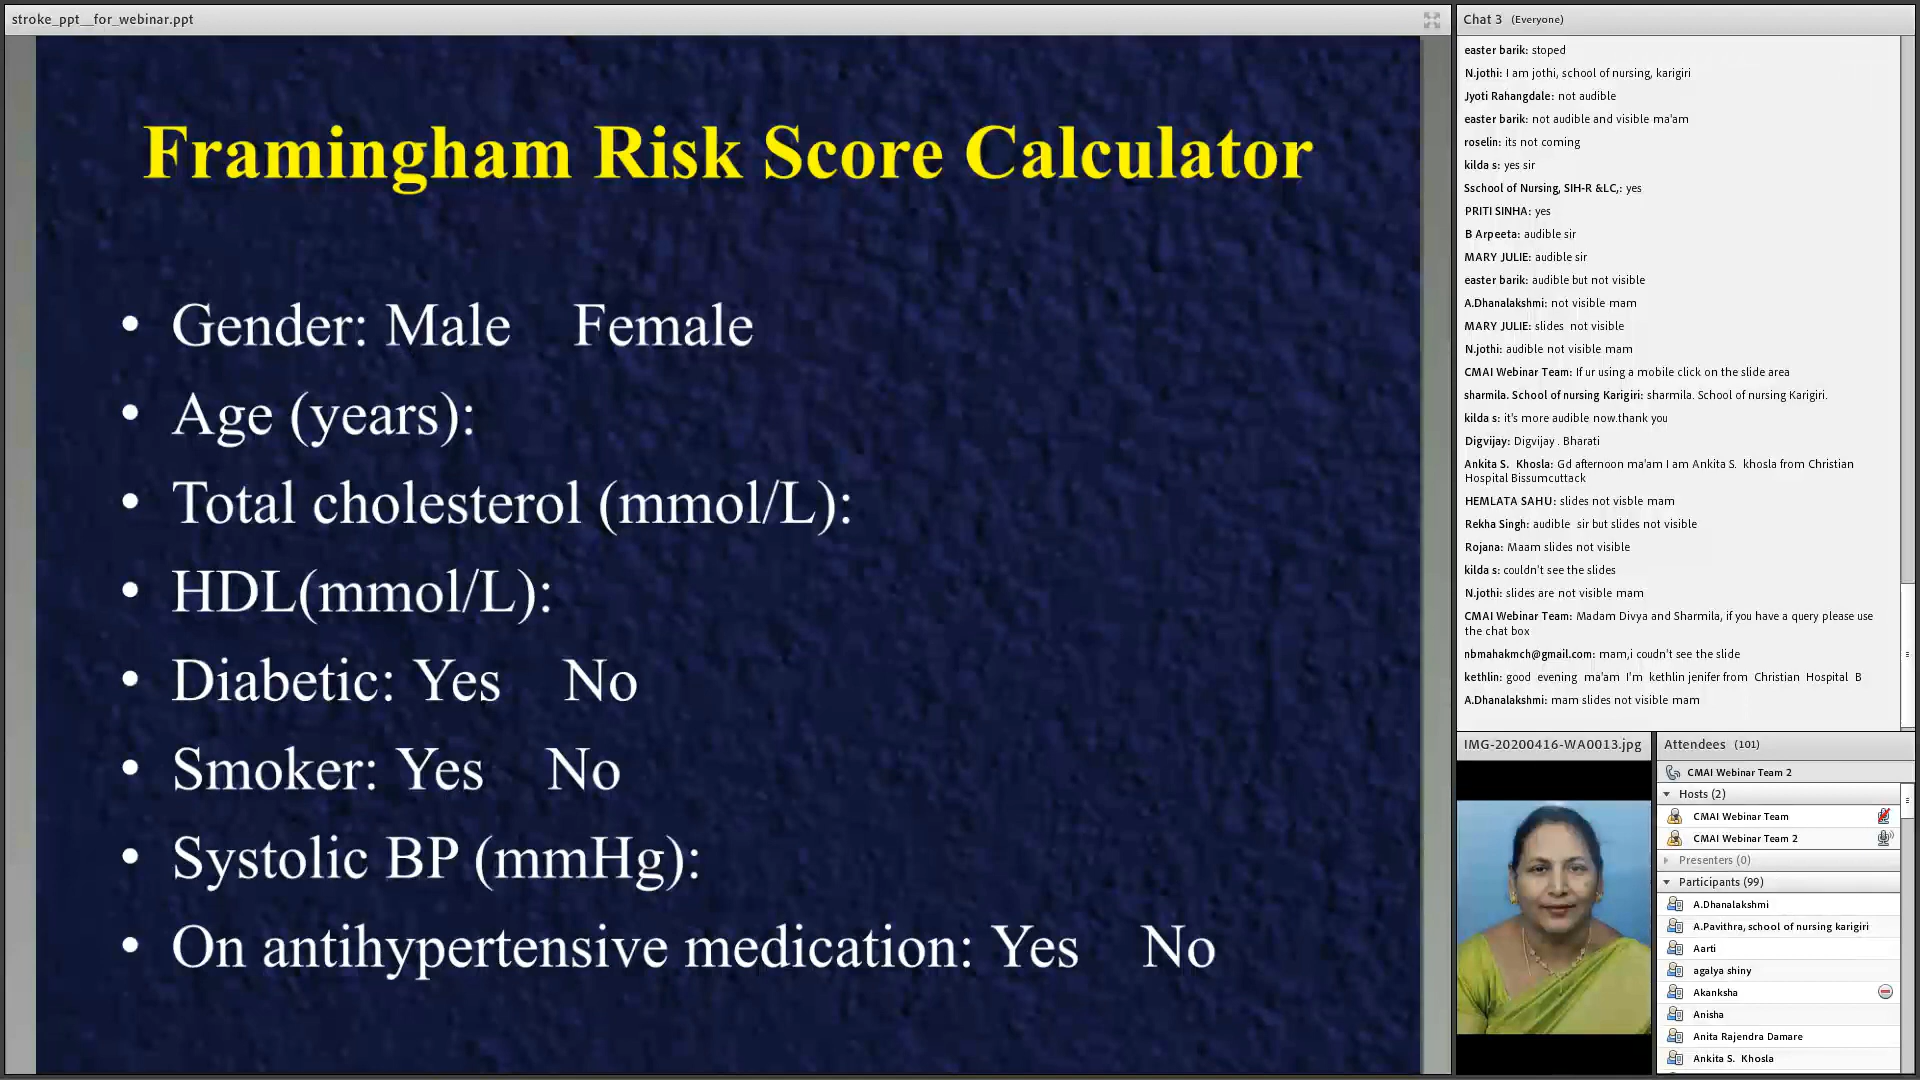 stroke_ppt__for_webinar.ppt
Framingham Risk Score Calculator
• Gender: Male Female
• Age (years):
• Total cholesterol (mmol/L):
• HDL(mmol/L):
• Diabetic: Yes No
• Smoker: Yes No
• Systolic BP (mmHg):
• On antihypertensive medication: Yes No
Chat 3 (Everyone)
easter barik: stoped
N.jothi: I am jothi, school of nursing, karigiri
Jyoti Rahangdale: not audible
easter barik: not audible and visible ma'am
roselin: its not coming
kilda s: yes sir
Sschool of Nursing, SIH-R &LC,: yes
PRITI SINHA: yes
B Arpeeta: audible sir
MARY JULIE: audible sir
easter barik: audible but not visible
A.Dhanalakshmi: not visible mam
MARY JULIE: slides not visible
N.jothi: audible not visible mam
CMAI Webinar Team: If ur using a mobile click on the slide area
sharmila. School of nursing Karigiri: sharmila. School of nursing Karigiri.
kilda s: it's more audible now.thank you
Digvijay: Digvijay . Bharati
Ankita S. Khosla: Gd afternoon ma'am I am Ankita S. khosla from Christian
Hospital Bissumcuttack
HEMLATA SAHU: slides not visble mam
Rekha Singh: audible sir but slides not visible
Rojana: Maam slides not visible
kilda s: couldn't see the slides
N.jothi: slides are not visible mam
CMAI Webinar Team: Madam Divya and Sharmila, if you have a query please use
the chat box
nbmahakmch@gmail.com: mam,i coudn't see the slide
kethlin: good evening ma'am I'm kethlin jenifer from Christian Hospital B
A.Dhanalakshmi: mam slides not visible mam
IMG-20200416-WA0013.jpg
Attendees (101)
CMAI Webinar Team 2
Hosts (2)
CMAI Webinar Team
CMAI Webinar Team 2
Presenters (0)
Participants (99)
A.Dhanalakshmi
A.Pavithra, school of nursing karigiri
Aarti
agalya shiny
Akanksha
Anisha
Anita Rajendra Damare
Ankita S. Khosla